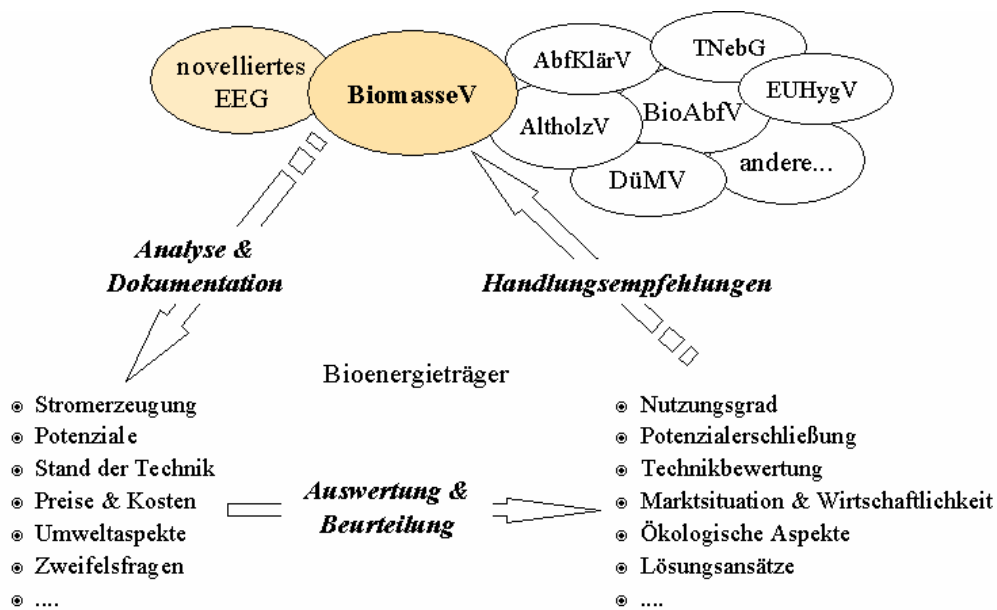 novelliertes
EEG
BiomasseV
AbfKlärV
TNebG
EUHygV
AltholzV
BioAbfV
DüMV
andere...
Analyse &
Dokumentation
Handlungsempfehlungen
Bioenergieträger
Stromerzeugung
Potenziale
Stand der Technik
Preise & Kosten
Umweltaspekte
Zweifelsfragen
....
Auswertung &
Beurteilung
Nutzungsgrad
Potenzialerschließung
Technikbewertung
Marktsituation & Wirtschaftlichkeit
Ökologische Aspekte
Lösungsansätze
....